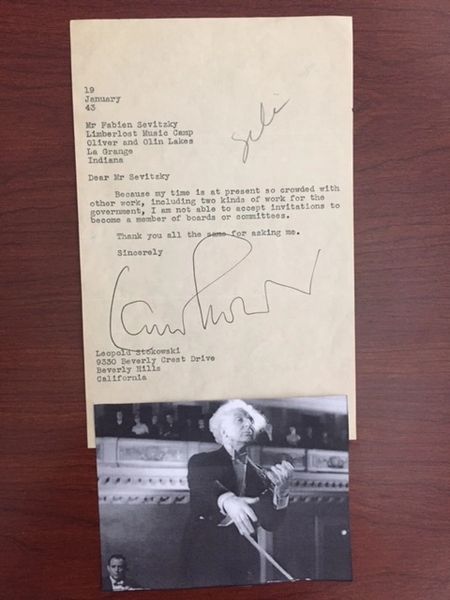 19
January
43
Mr Fabien Sevitzky
Limberlost Music Camp
Oliver and Olin Lakes
La Grange
Indiana
Dear Mr Sevitzky
Because my time is at present so crowded with
other work, including two kinds of work for the
government, I am not able to accept invitations to
become a member of boards or committees.
Thank you all the same for asking me.
Sincerely
Leopold Stokowski
9330 Beverly Crest Drive
Beverly Hills
California